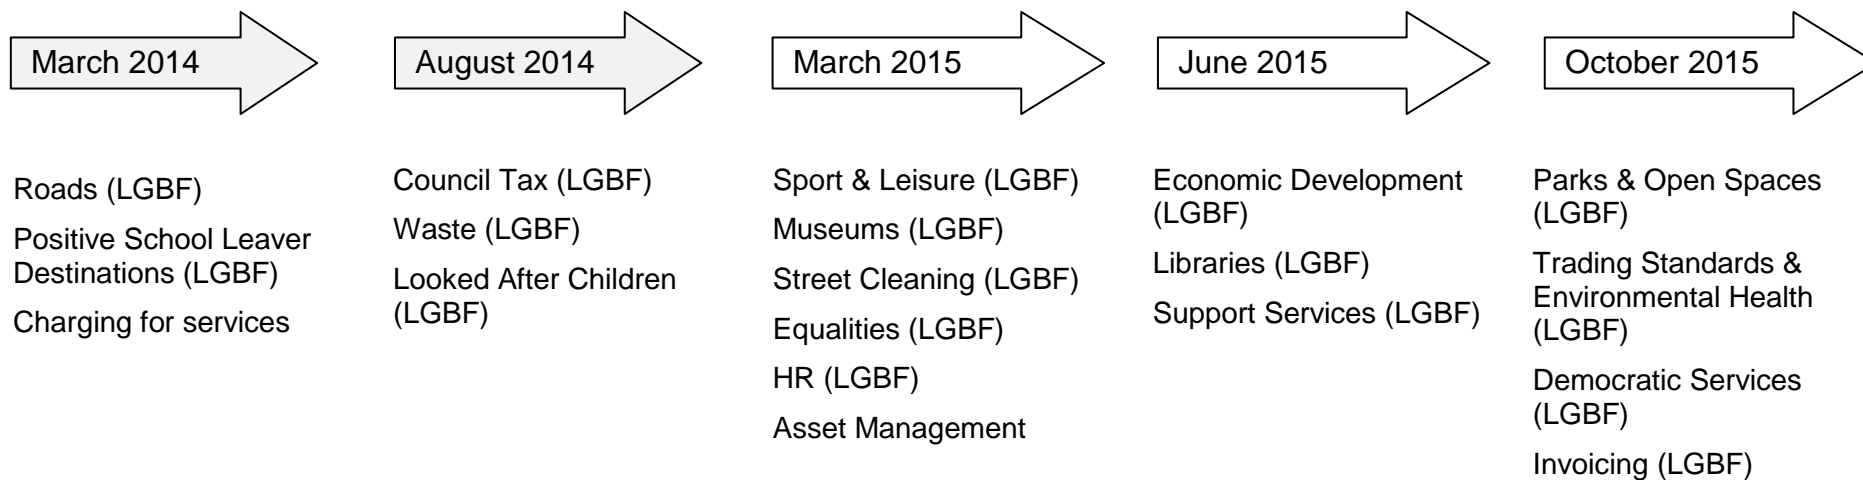 March 2014
August 2014
March 2015
June 2015
October 2015
Roads (LGBF)
Positive School Leaver
Destinations (LGBF)
Charging for services
Council Tax (LGBF)
Waste (LGBF)
Looked After Children
(LGBF)
Sport & Leisure (LGBF)
Museums (LGBF)
Street Cleaning (LGBF)
Equalities (LGBF)
HR (LGBF)
Asset Management
Economic Development
(LGBF)
Libraries (LGBF)
Support Services (LGBF)
Parks & Open Spaces
(LGBF)
Trading Standards &
Environmental Health
(LGBF)
Democratic Services
(LGBF)
Invoicing (LGBF)